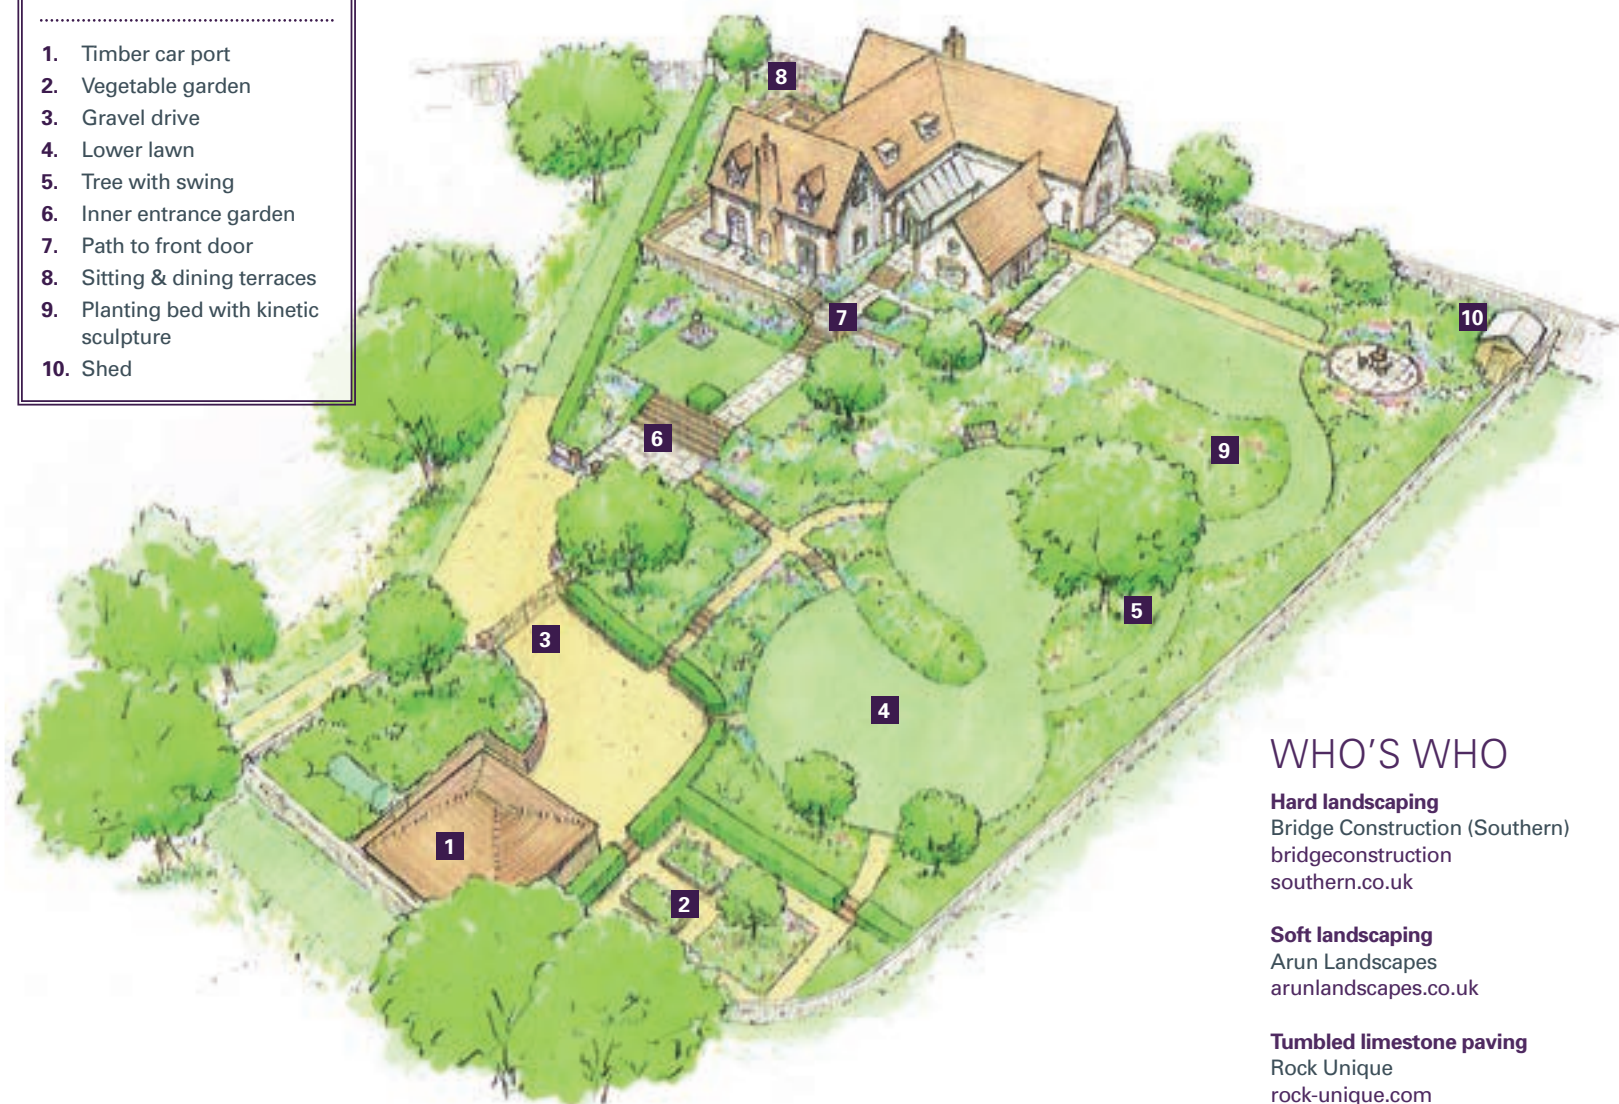 1. Timber car port
2. Vegetable garden
3. Gravel drive
4. Lower lawn
5. Tree with swing
6. Inner entrance garden
7. Path to front door
8. Sitting & dining terraces
9. Planting bed with kinetic
sculpture
10. Shed
8
7
10
6
9
5
3
4
1
2
WHO'S WHO
Hard landscaping
Bridge Construction (Southern)
bridgeconstruction
southern.co.uk
Soft landscaping
Arun Landscapes
arunlandscapes.co.uk
Tumbled limestone paving
Rock Unique
rock-unique.com